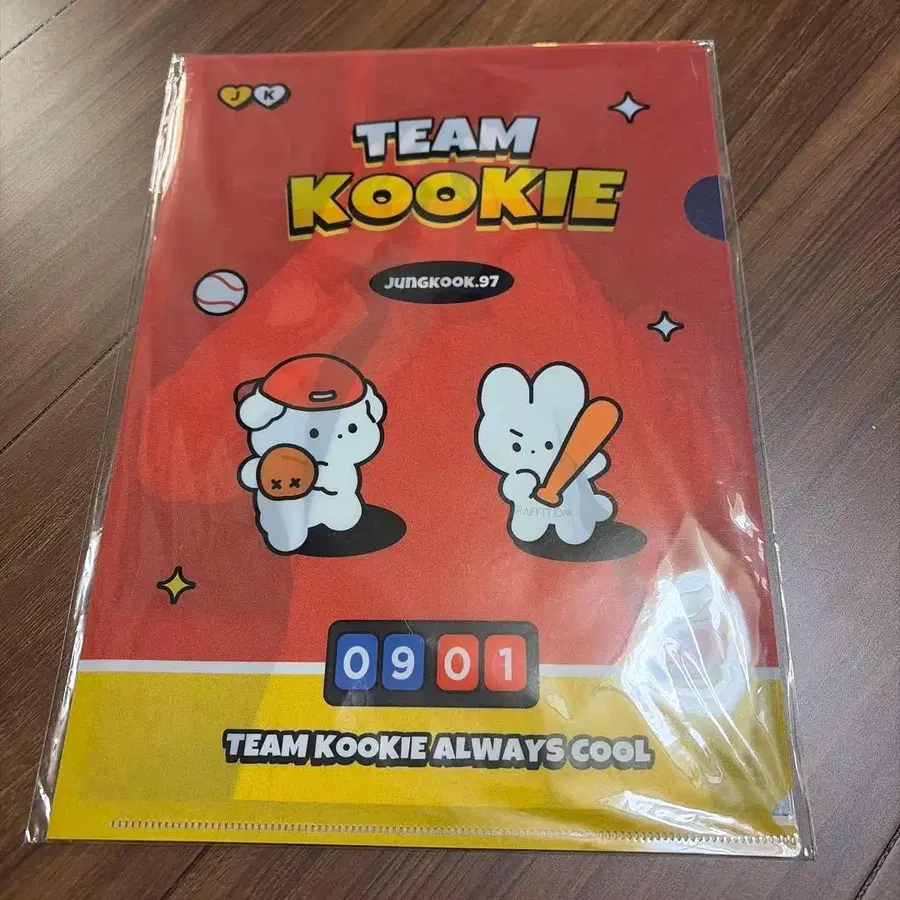 J K
TEAM
KOOKIE
JUNGKOOK.97
0901
TEAM KOOKIE ALWAYS COOL